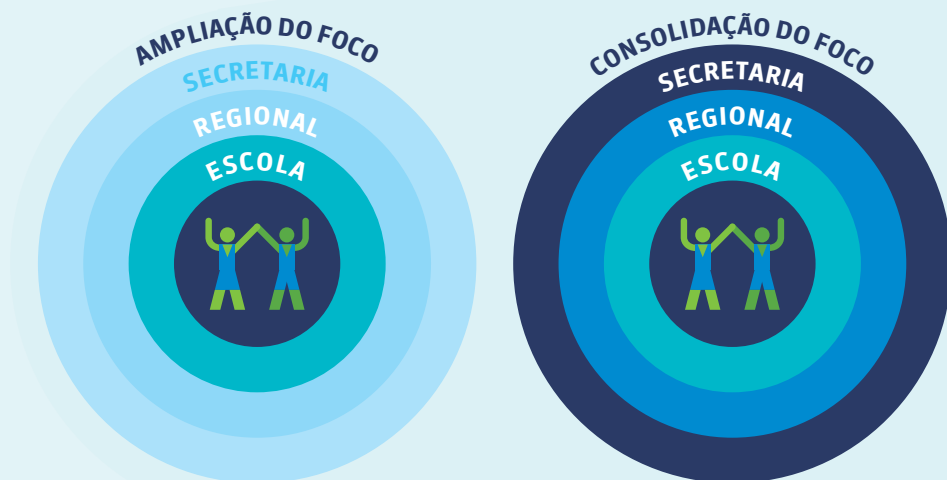 AMPLIAÇÃO DO FOCO
SECRETARIA
REGIONAL
ESCOLA
CONSOLIDAÇÃO DO FOCO
SECRETARIA
REGIONAL
ESCOLA